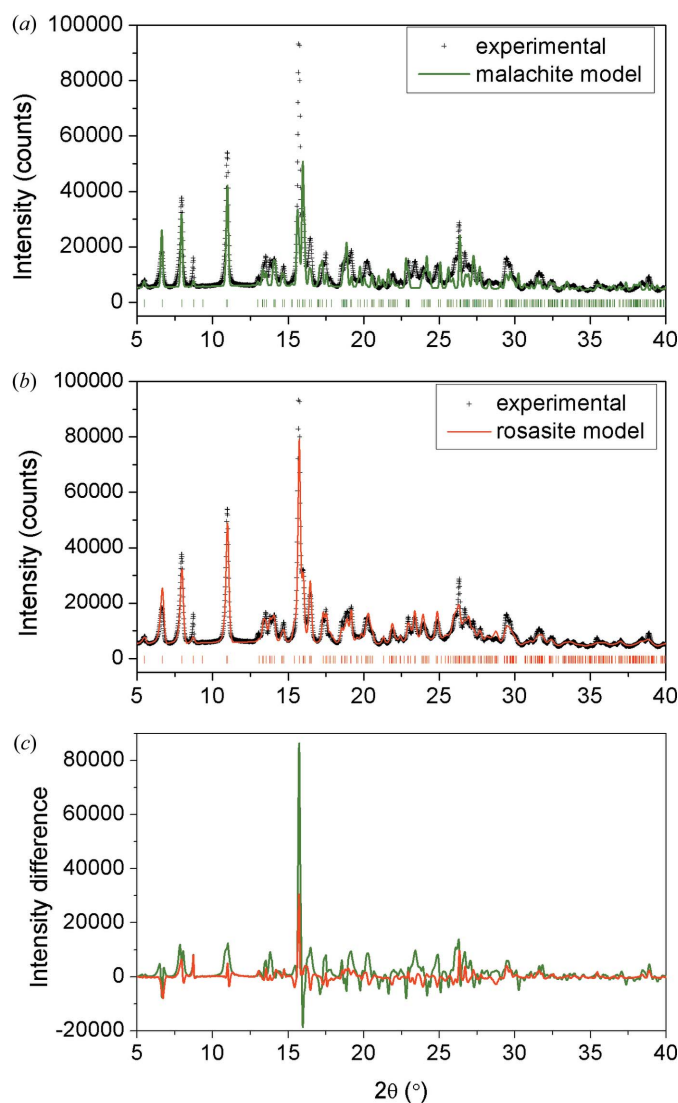 (a)
100000
80000
60000
40000
20000
0
Intensity (counts)
experimental
malachite model
5 10 15 20 25 30 35 40
(b)
100000
80000
60000
40000
20000
0
Intensity (counts)
experimental
rosasite model
5 10 15 20 25 30 35 40
(c)
80000
60000
40000
20000
0
-20000
Intensity difference
5 10 15 20 25 30 35 40
2θ (°)